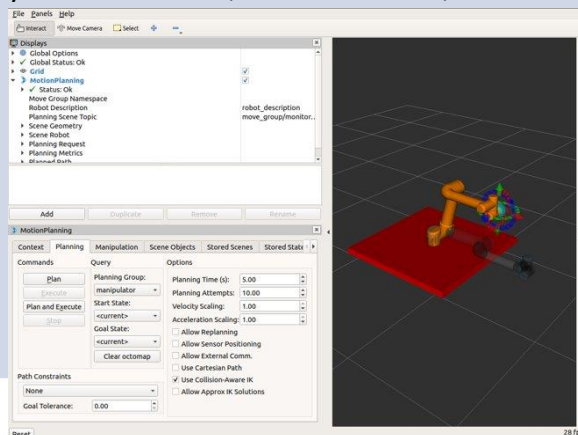 File Panels Help
Interact Move Camera Select
Displays
Global Options
Global Status: Ok
Grid
MotionPlanning
Status: Ok
Move Group Namespace
Robot Description robot_description
Planning Scene Topic move_group/monitor..
Scene Geometry
Scene Robot
Planning Request
Planning Metrics
Planned Path
Add Duplicate Remove Rename
MotionPlanning
Context Planning Manipulation Scene Objects Stored Scenes Stored State
Commands Query Options
Plan Planning Group: Planning Time (s): 5.00
Execute manipulator Planning Attempts: 10.00
Plan and Execute Start State: Velocity Scaling: 1.00
Stop <current> Acceleration Scaling: 1.00
Goal State: Allow Replanning
<current> Allow Sensor Positioning
Clear octomap Allow External Comm.
Use Cartesian Path
Path Constraints Use Collision-Aware IK
None Allow Approx IK Solutions
Goal Tolerance: 0.00
Reset 28 fp